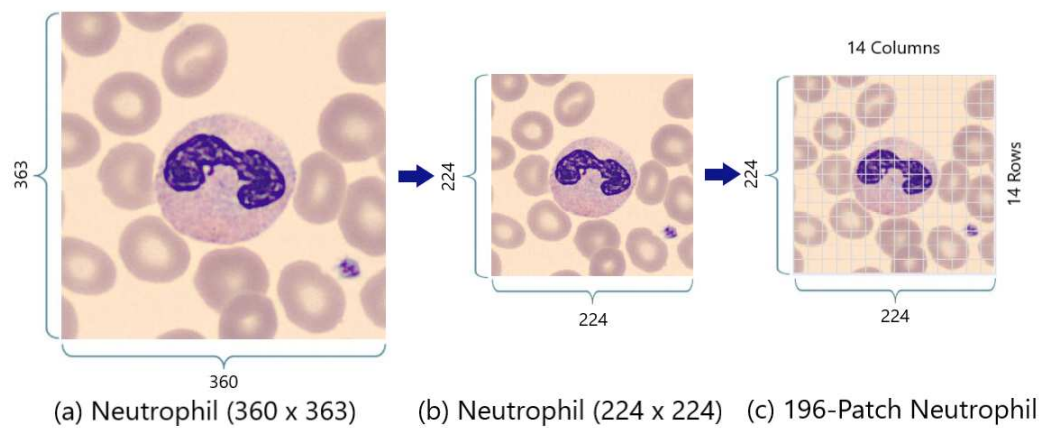 14 Columns
363
224
224
14 Rows
360
224
224
(a) Neutrophil (360 x 363)
(b) Neutrophil (224 x 224)
(c) 196-Patch Neutrophil